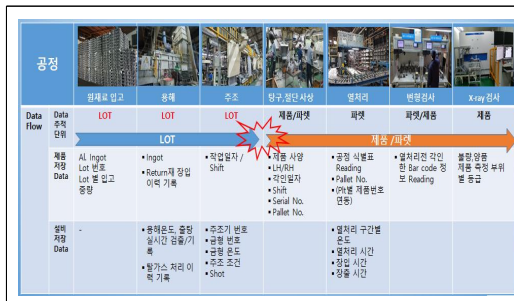 공정
원재료 입고
용해
주조
탕구,절단 사상
열처리
변형검사
X-ray 검사
Data Flow
Data
추적
단위
LOT
LOT
LOT
제품/파렛
파렛
파렛/제품
제품
LOT
제품 /파렛
제품
저장
Data
Al. Ingot
Lot 번호
Lot 별 입고
중량
▪ Ingot
▪ Return재 장입
이력 기록
▪ 작업일자 /
Shift
▪ 제품 사양
▪ LH/RH
▪ 각인일자
▪ Shift
▪ Serial No.
▪ Pallet No.
▪ 공정 식별표
Reading
▪ Pallet No.
▪ (Plt별 제품번호
연동)
▪ 열처리전 각인
한 Bar code 정
보 Reading
불량,양품
제품 측정 부위
별 등급
설비
저장
Data
-
▪ 용해온도, 출탕
실시간 검출/기
록
▪ 탈가스 처리 이
력 기록
▪ 주조기 번호
▪ 금형 번호
▪ 금형 온도
▪ 주조 조건
▪ Shot
▪ 열처리 구간별
온도
▪ 열처리 시간
▪ 장입 시간
▪ 장출 시간